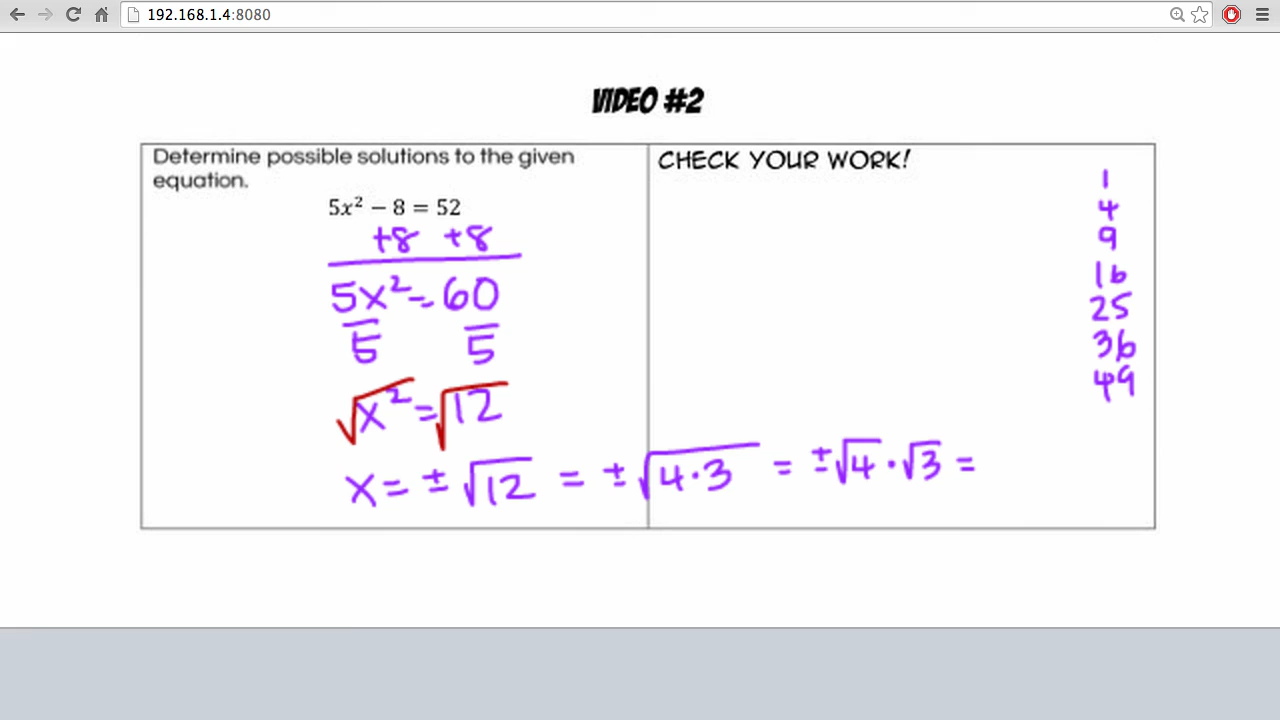 192.168.1.4:8080
VIDEO #2
Determine possible solutions to the given
equation.
5x² − 8 = 52
+8 +8
5x² = 60
5 5
√x² = √12
x = ± √12 = ± √4·3 = ±√4 · √3 =
CHECK YOUR WORK!
1
4
9
16
25
36
49